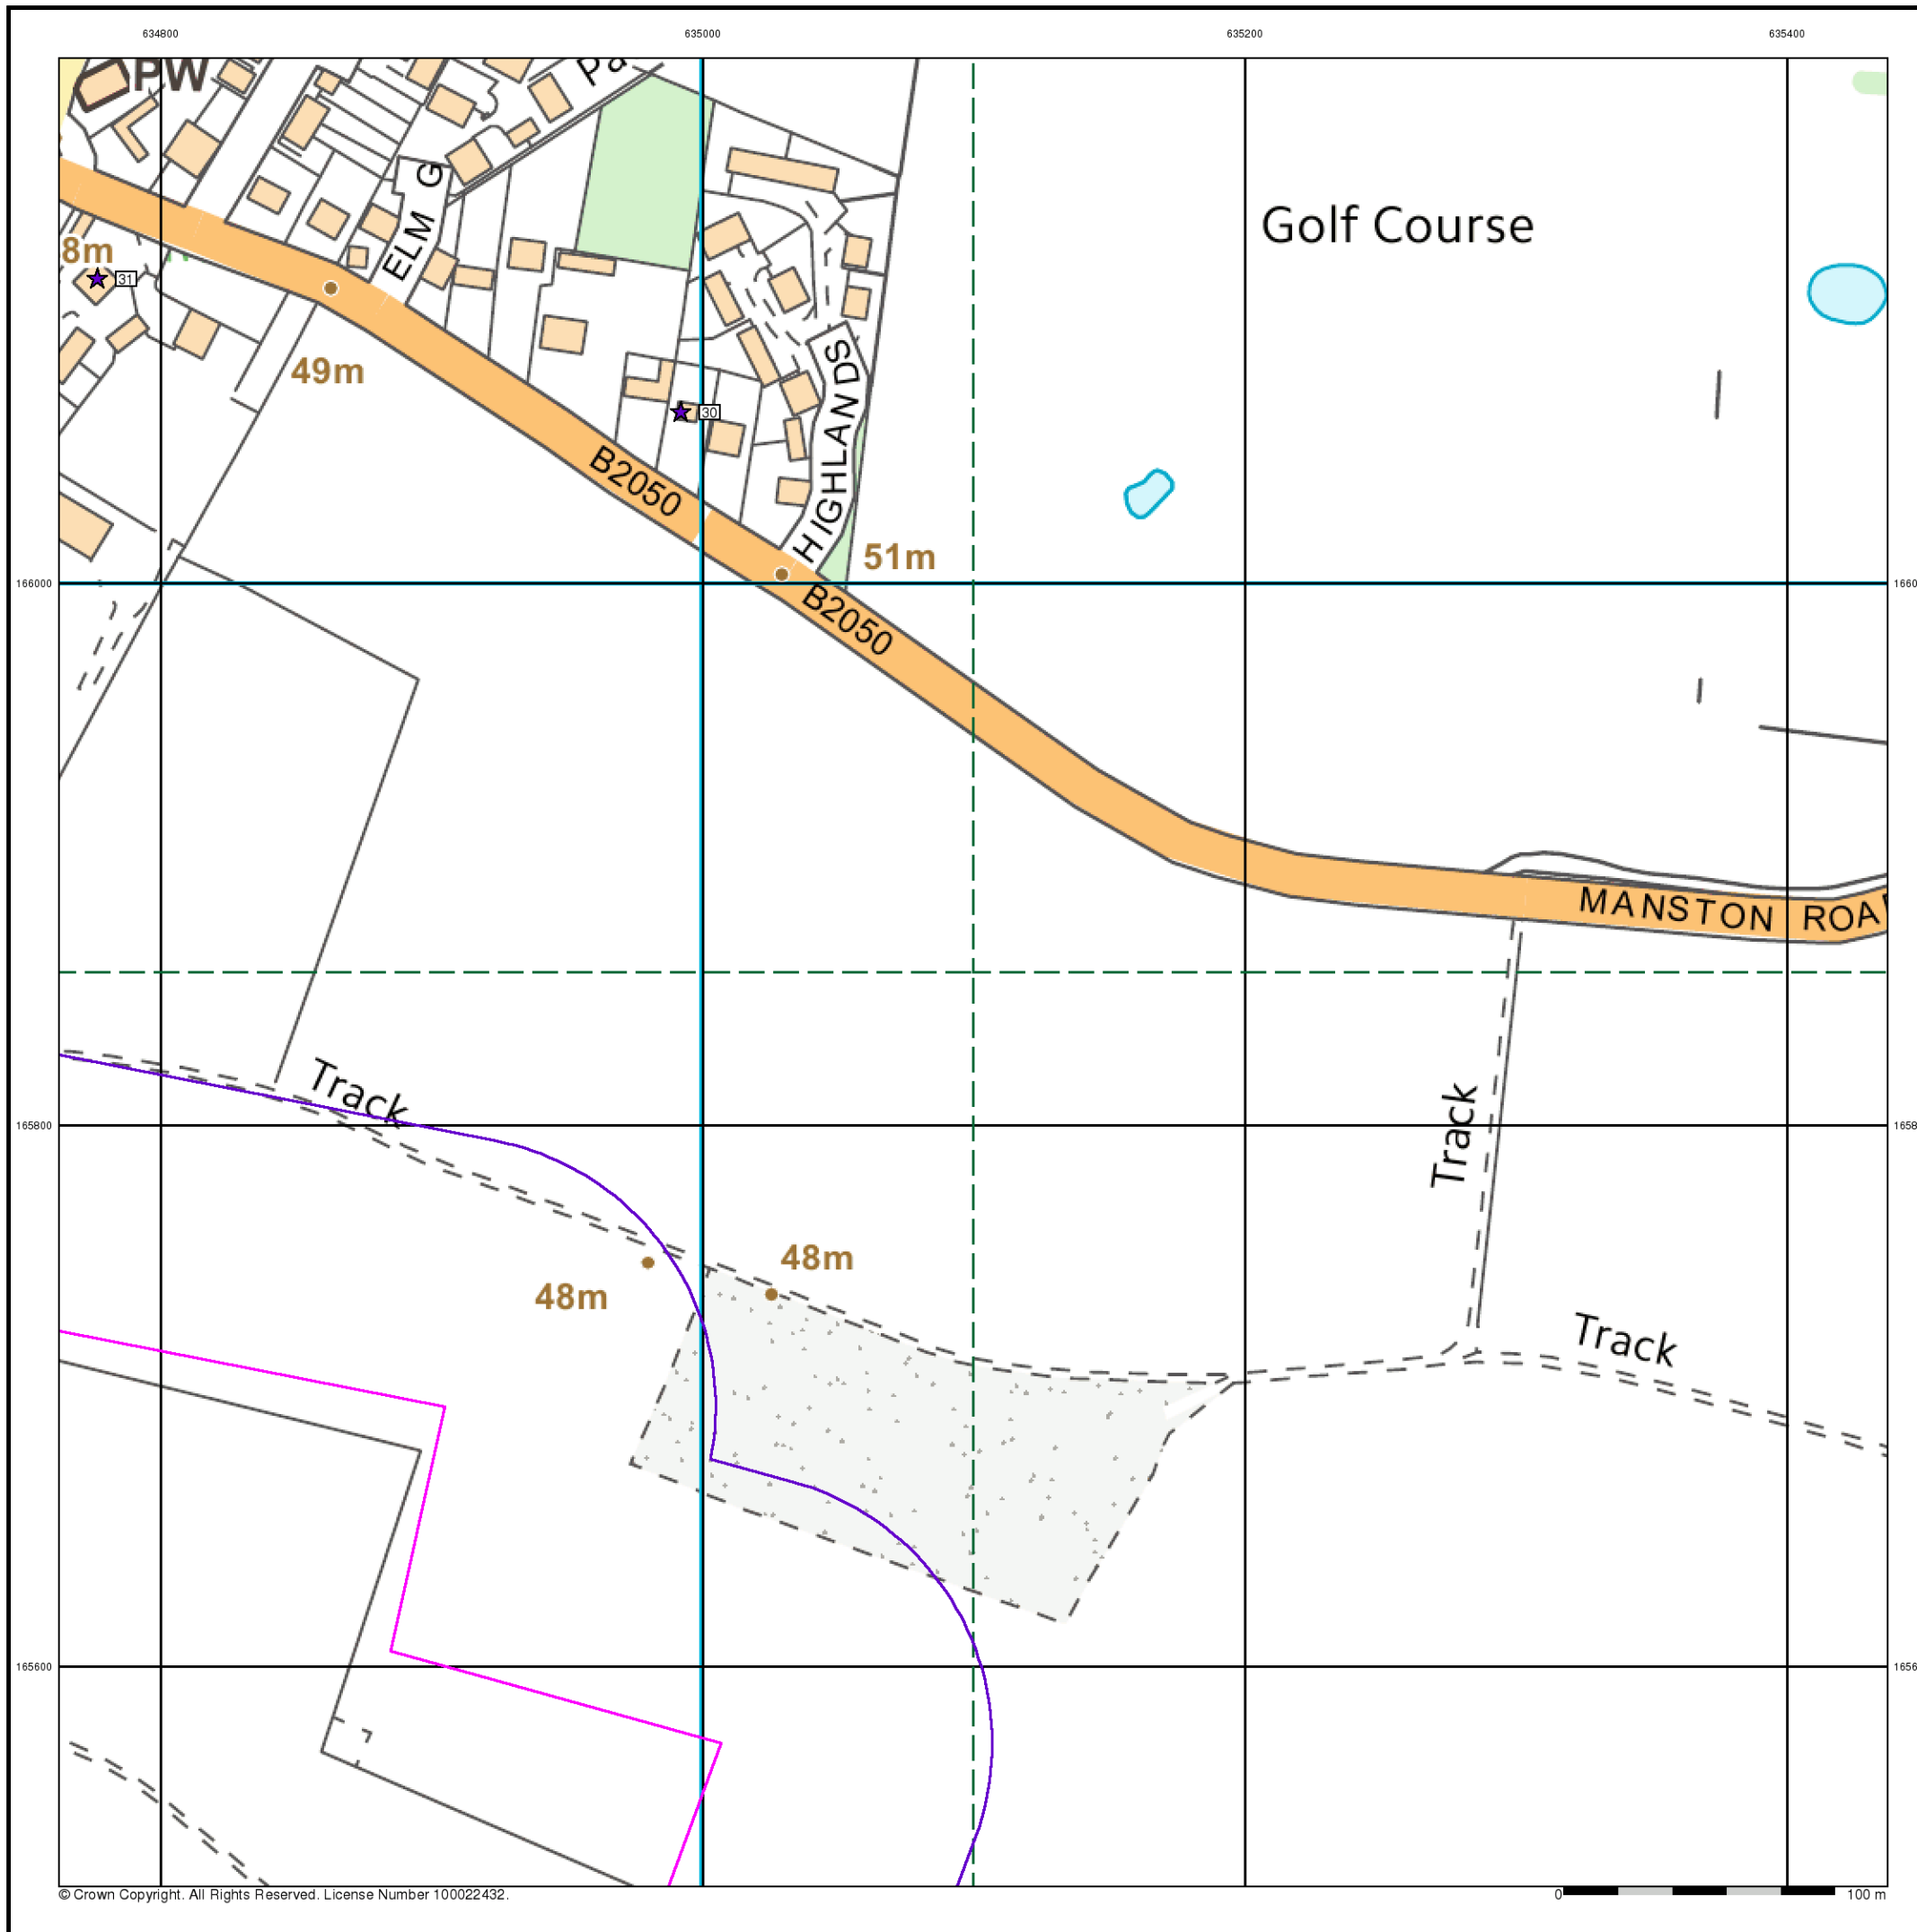 634800 635000 635200 635400
PW
Pa
ELM G
Golf Course
8m
31
49m
HIGHLANDS
30
B2050
51m
166000
B2050
MANSTON ROA
Track
165800
Track
48m
48m
Track
165600
© Crown Copyright. All Rights Reserved. License Number 100022432.
0 100 m